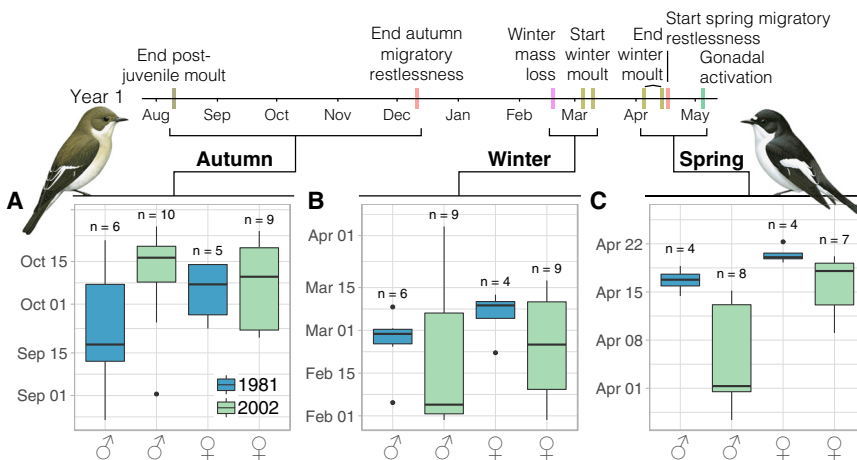 Start spring migratory
restlessness
End autumn
migratory
restlessness
Winter
mass
loss
Start
winter
moult
End
winter
moult
Gonadal
activation
End post-
juvenile moult
Year 1
Aug Sep Oct Nov Dec Jan Feb Mar Apr May
Autumn Winter Spring
A B C
n = 6 n = 10 n = 5 n = 9
Oct 15
Oct 01
Sep 15
Sep 01
1981
2002
♂ ♂ ♀ ♀
n = 6 n = 9 n = 4 n = 9
Apr 01
Mar 15
Mar 01
Feb 15
Feb 01
♂ ♂ ♀ ♀
n = 4 n = 8 n = 4 n = 7
Apr 22
Apr 15
Apr 08
Apr 01
♂ ♂ ♀ ♀